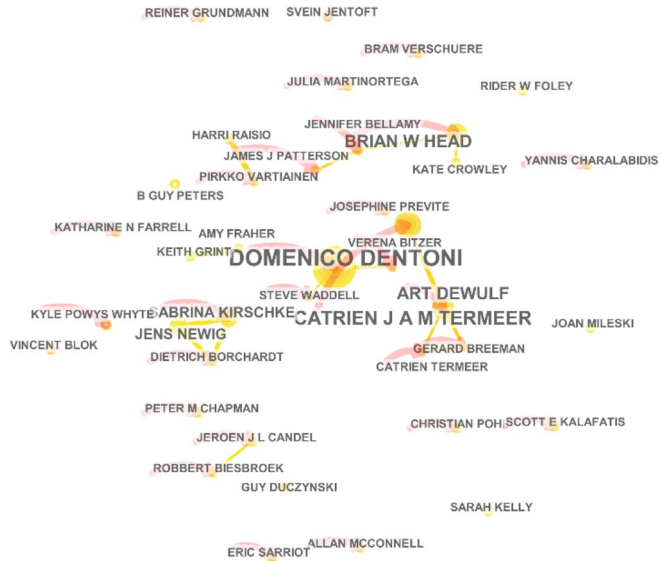 REINER GRUNDMANN
SVEIN JENTOFT
BRAM VERSCHUERE
JULIA MARTINORTEGA
RIDER W FOLEY
JENNIFER BELLAMY
HARRI RAISIO
BRIAN W HEAD
JAMES J PATTERSON
KATE CROWLEY
YANNIS CHARALABIDIS
PIRKKO VARTIAINEN
B GUY PETERS
JOSEPHINE PREVITE
KATHARINE N FARRELL
AMY FRAHER
VERENA BITZER
KEITH GRINT
DOMENICO DENTONI
STEVE WADDELL
ART DEWULF
KYLE POWYS WHYTE
SABRINA KIRSCHKE
CATRIEN J A M TERMEER
JOAN MILESKI
JENS NEWIG
VINCENT BLOK
DIETRICH BORCHARDT
GERARD BREEMAN
CATRIEN TERMEER
PETER M CHAPMAN
CHRISTIAN POH
SCOTT E KALAFATIS
JEROEN J L CANDEL
ROBBERT BIESBROEK
GUY DUCZYNSKI
SARAH KELLY
ALLAN MCCONNELL
ERIC SARRIOT